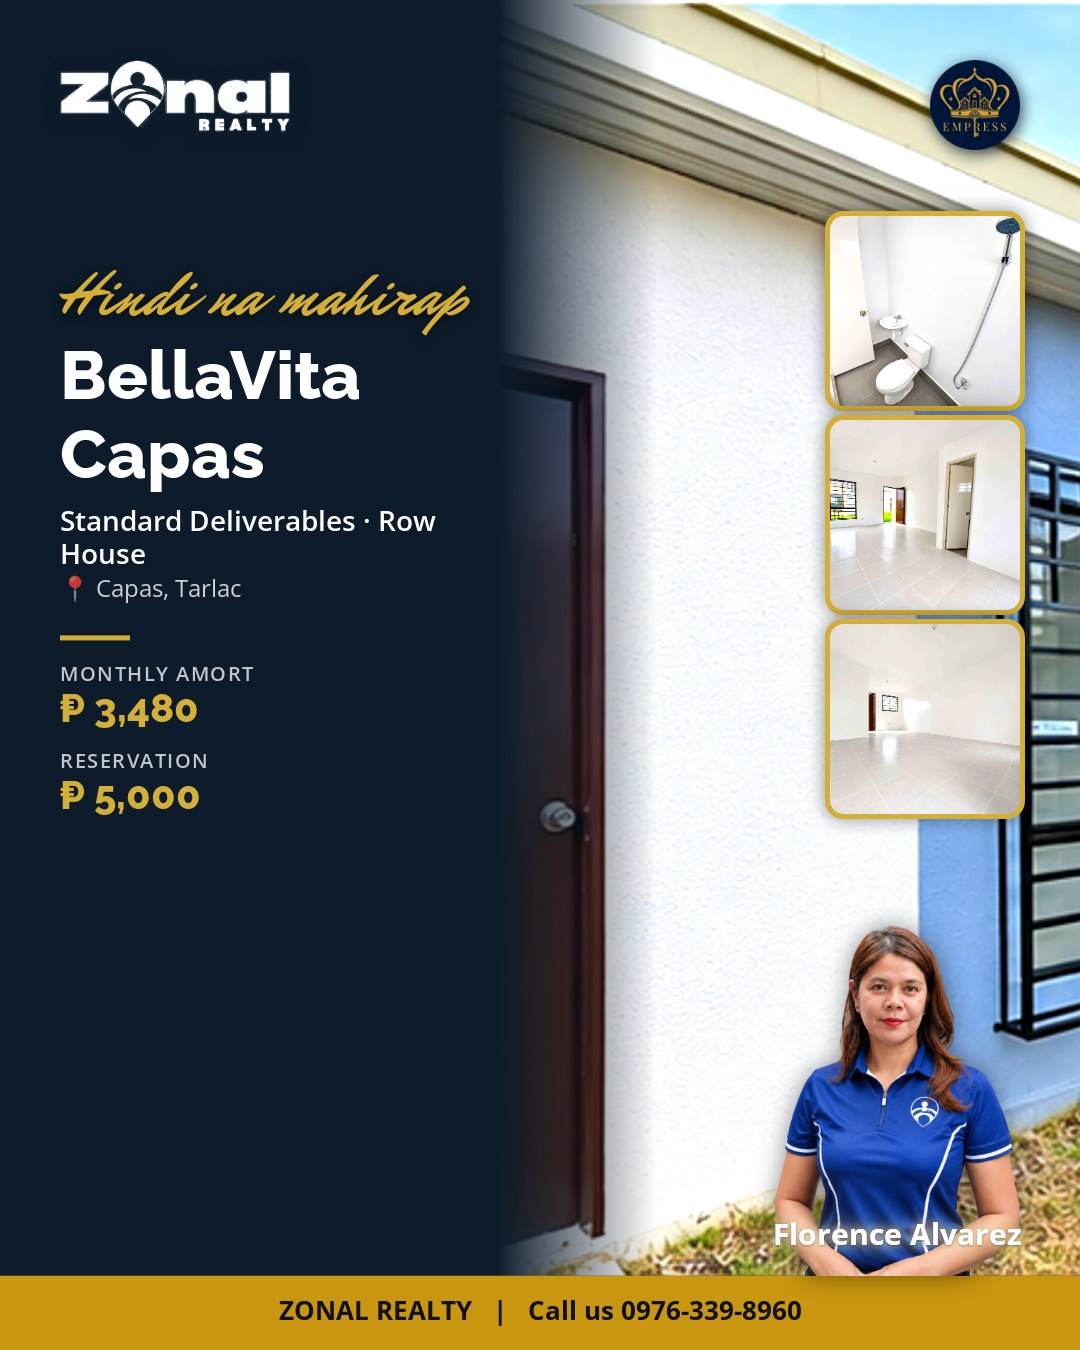 Zonal
REALTY
EMPRESS
Hindi na mahirap
BellaVita
Capas
Standard Deliverables · Row
House
📍 Capas, Tarlac
MONTHLY AMORT
₱ 3,480
RESERVATION
₱ 5,000
Florence Alvarez
ZONAL REALTY | Call us 0976-339-8960